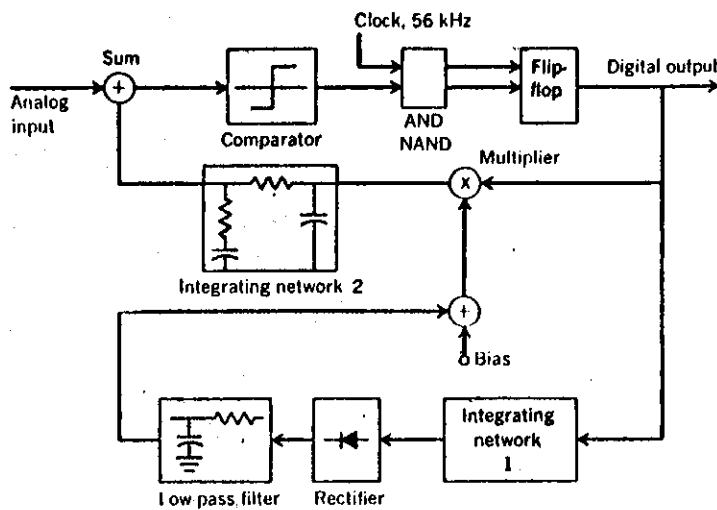 Clock, 56 kHz
Sum
Flip-
flop
Digital output
Analog
input
Comparator
AND
NAND
Multiplier
X
Integrating network 2
Bias
Integrating
network
1
Low pass filter
Rectifier